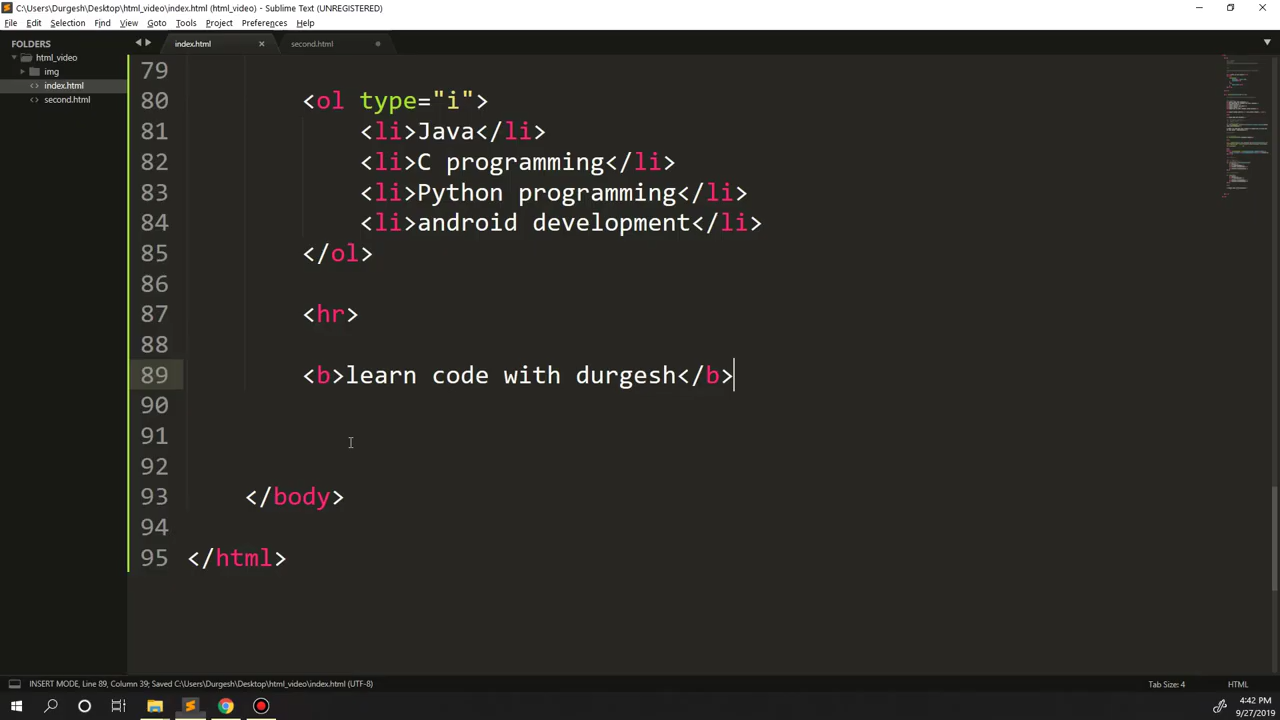 C:\Users\Durgesh\Desktop\html_video\index.html (html_video) - Sublime Text (UNREGISTERED)
File Edit Selection View Goto Tools Project Preferences Help
FOLDERS
html_video
img
index.html
second.html
index.html
second.html
79
80 <ol type="i">
81 <li>Java</li>
82 <li>C programming</li>
83 <li>Python programming</li>
84 <li>android development</li>
85 </ol>
86
87 <hr>
88
89 <b>learn code with durgesh</b>
90
91
92
93 </body>
94
95 </html>
INSERT MODE, Line 89, Column 39; Saved C:\Users\Durgesh\Desktop\html_video\index.html (UTF-8)
Tab Size: 4
HTML
4:42 PM
9/27/2019